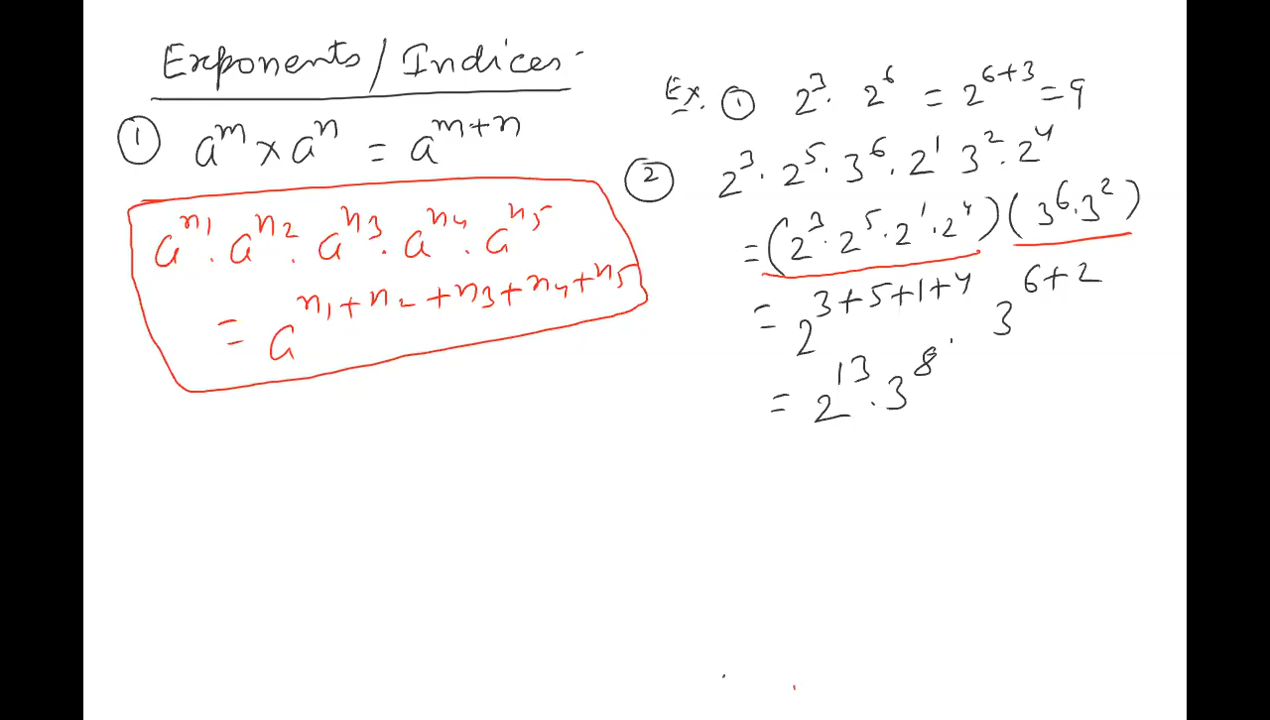 Exponents / Indices
① a^m × a^n = a^{m+n}
a^{n1} . a^{n2} . a^{n3} . a^{n4} . a^{n5}
= a^{n1+n2+n3+n4+n5}
Ex. ① 2^3 . 2^6 = 2^{6+3} = 9
② 2^3 . 2^5 . 3^6 . 2^1 3^2 . 2^4
= (2^3 . 2^5 . 2^1 . 2^4) (3^6 . 3^2)
= 2^{3+5+1+4} 3^{6+2}
= 2^{13} . 3^8